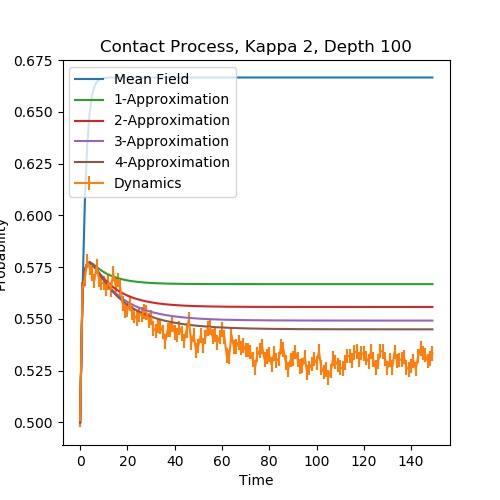 Contact Process, Kappa 2, Depth 100
0.675
0.650
0.625
0.600
0.575
0.550
0.525
0.500
Probability
Mean Field
1-Approximation
2-Approximation
3-Approximation
4-Approximation
Dynamics
0 20 40 60 80 100 120 140
Time